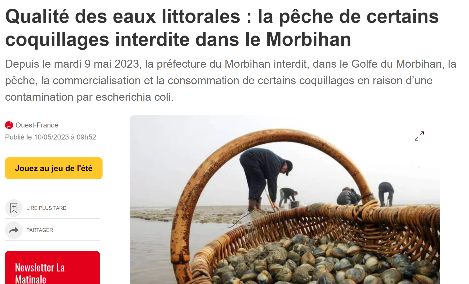 Qualité des eaux littorales : la pêche de certains
coquillages interdite dans le Morbihan
Depuis le mardi 9 mai 2023, la préfecture du Morbihan interdit, dans le Golfe du Morbihan, la
pêche, la commercialisation et la consommation de certains coquillages en raison d'une
contamination par escherichia coli.
Ouest-France
Publié le 10/05/2023 à 09h52
Jouez au jeu de l'été
LIRE PLUS TARD
PARTAGER
Newsletter La
Matinale